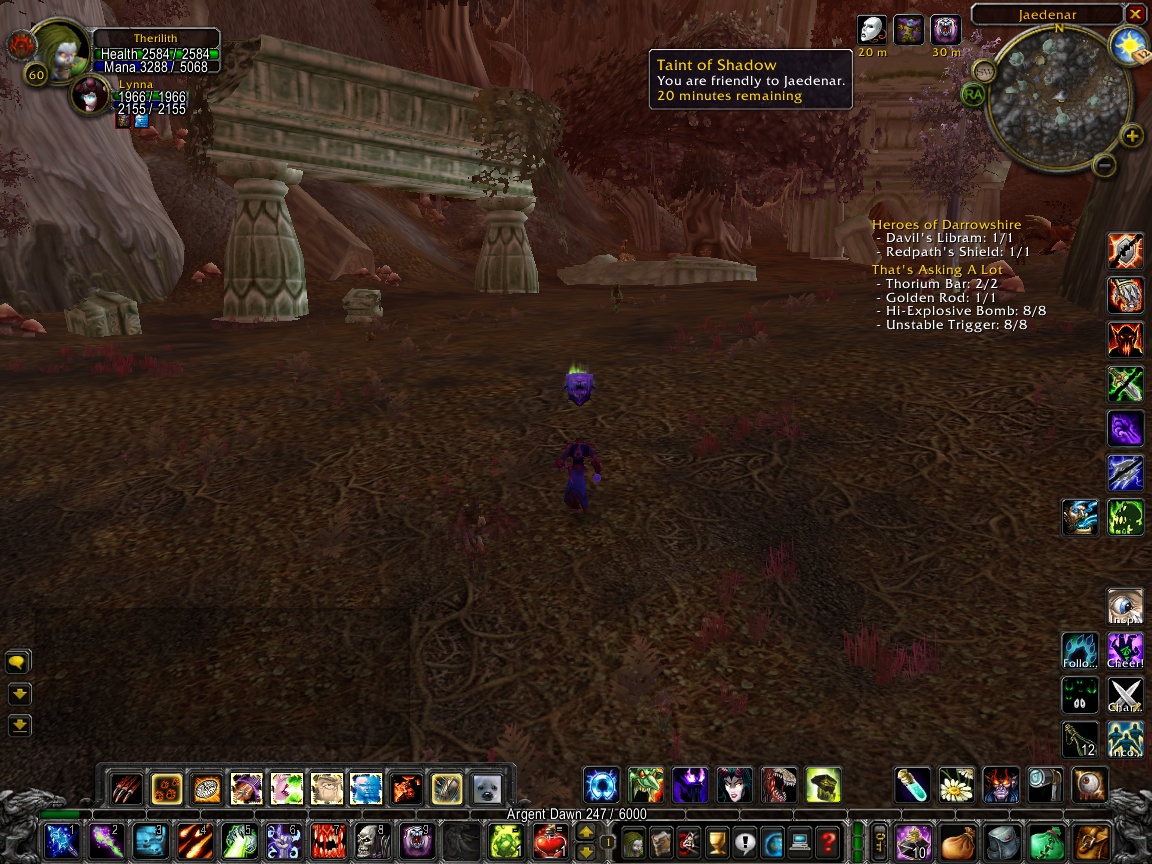 Therilith
Health 2584 / 2584
Mana 3288 / 5068
60
Lynna
1966 / 1966
2155 / 2155
Taint of Shadow
You are friendly to Jaedenar.
20 minutes remaining
20 m
30 m
Jaedenar
N
RA
Heroes of Darrowshire
- Davil's Libram: 1/1
- Redpath's Shield: 1/1
That's Asking A Lot
- Thorium Bar: 2/2
- Golden Rod: 1/1
- Hi-Explosive Bomb: 8/8
- Unstable Trigger: 8/8
Follo...
Cheer!
12
Argent Dawn 247 / 6000
1
2
3
4
5
6
7
8
9
1
10